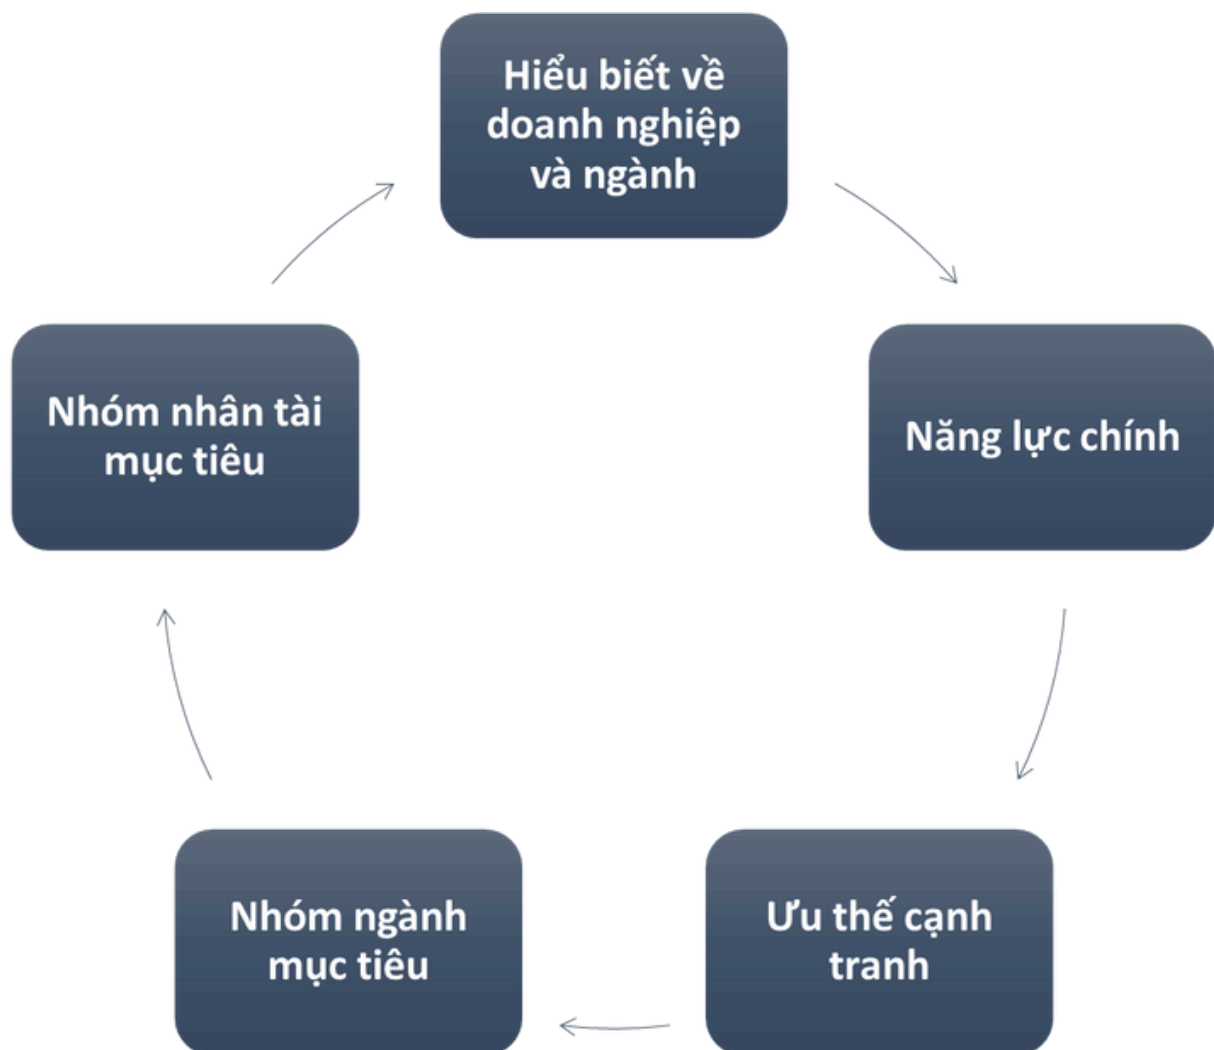 Hiểu biết về
doanh nghiệp
và ngành
Năng lực chính
Ưu thế cạnh
tranh
Nhóm ngành
mục tiêu
Nhóm nhân tài
mục tiêu